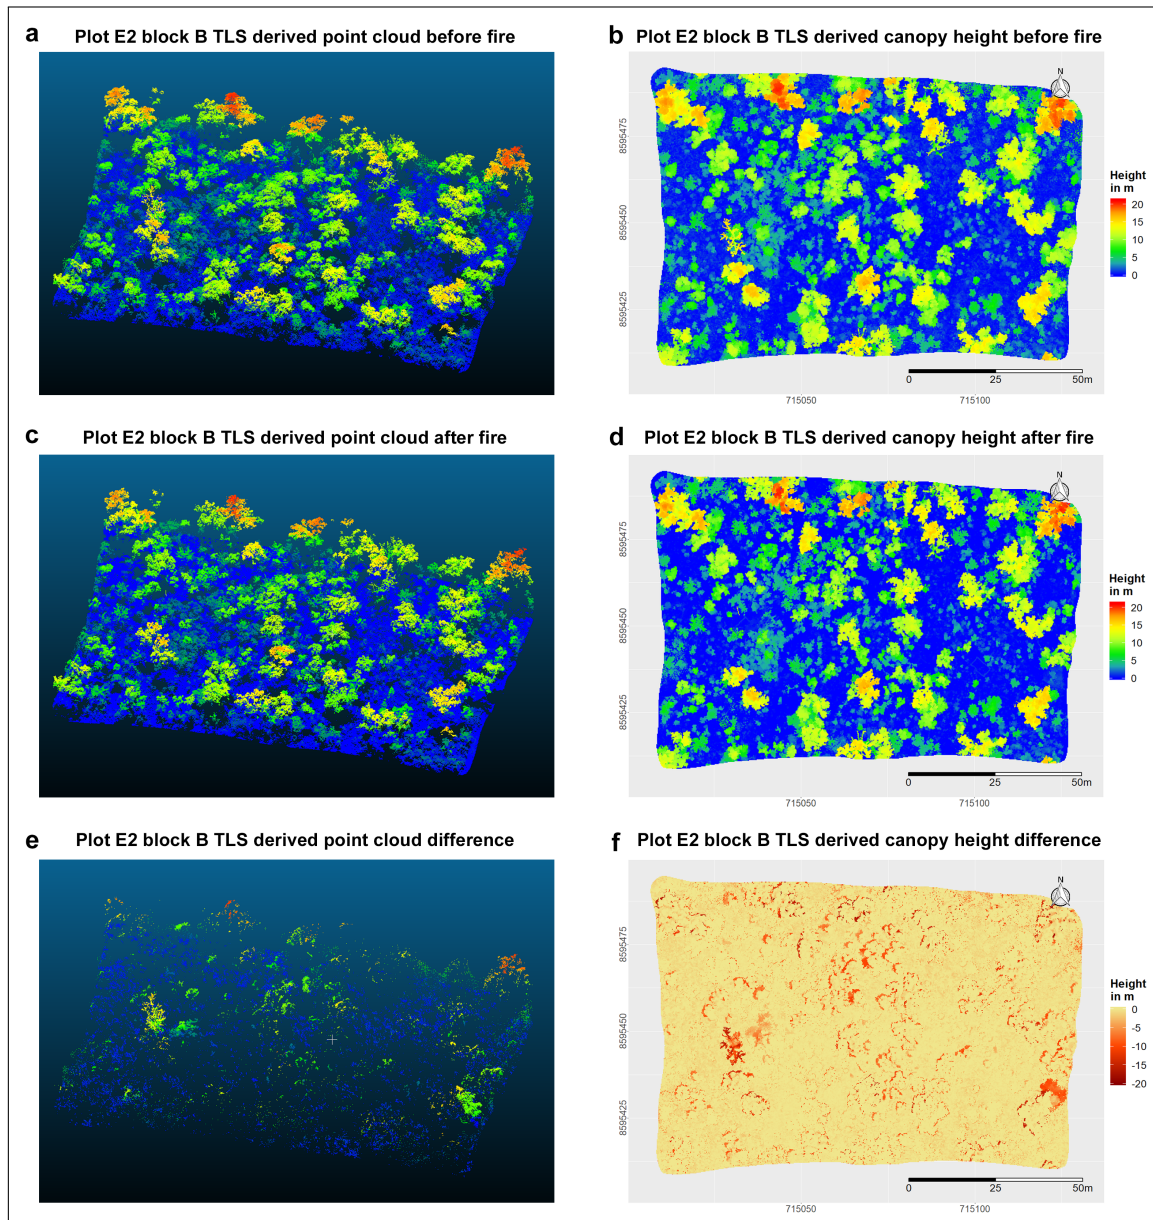 a Plot E2 block B TLS derived point cloud before fire
b Plot E2 block B TLS derived canopy height before fire
N
8595475
8595450
8595425
Height
in m
20
15
10
5
0
0 25 50m
715050 715100
c Plot E2 block B TLS derived point cloud after fire
d Plot E2 block B TLS derived canopy height after fire
N
8595475
8595450
8595425
Height
in m
20
15
10
5
0
0 25 50m
715050 715100
e Plot E2 block B TLS derived point cloud difference
f Plot E2 block B TLS derived canopy height difference
N
8595475
8595450
8595425
Height
in m
0
-5
-10
-15
-20
0 25 50m
715050 715100